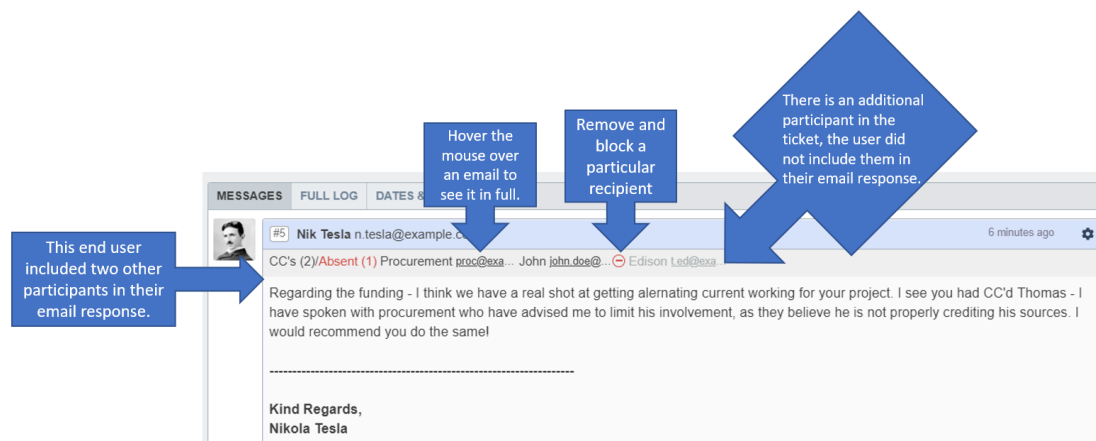 There is an additional
participant in the
ticket, the user did
not include them in
their email response.
Hover the
mouse over
an email to
see it in full.
Remove and
block a
particular
recipient
This end user
included two other
participants in their
email response.
MESSAGES FULL LOG DATES &
#5 Nik Tesla n.tesla@example.c 6 minutes ago
CC's (2)/Absent (1) Procurement proc@exa... John john.doe@... Edison t.ed@exa...
Regarding the funding - I think we have a real shot at getting alernating current working for your project. I see you had CC'd Thomas - I
have spoken with procurement who have advised me to limit his involvement, as they believe he is not properly crediting his sources. I
would recommend you do the same!
--------------------------------------------------------------------
Kind Regards,
Nikola Tesla